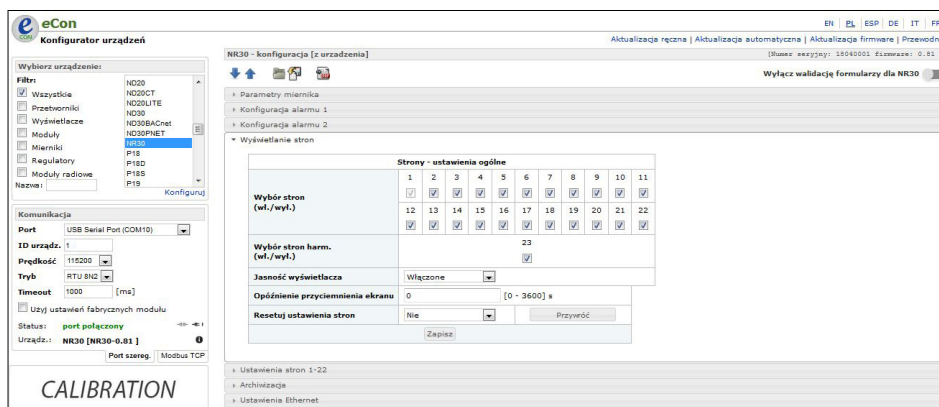 eCon
EN | PL | ESP | DE | IT | FR
CON
Konfigurator urządzeń
Aktualizacja ręczna | Aktualizacja automatyczna | Aktualizacja firmware | Przewodn
NR30 - konfiguracja [z urzadzenia]
[Numer seryjny: 18040001 firmware: 0.81
Wyłącz walidację formularzy dla NR30
Wybierz urządzenie:
Filtr:
Wszystkie
Przetworniki
Wyświetlacze
Moduły
Mierniki
Regulatory
Moduły radiowe
Nazwa:
ND20
ND20CT
ND20LITE
ND30
ND30BACnet
ND30PNET
NR30
P18
P18D
P18S
P19
Konfiguruj
Komunikacja
Port USB Serial Port (COM10)
ID urządz. 1
Prędkość 115200
Tryb RTU 8N2
Timeout 1000 [ms]
Użyj ustawień fabrycznych modułu
Status: port połączony
Urządz.: NR30 [NR30-0.81 ]
Port szereg. Modbus TCP
CALIBRATION
Parametry miernika
Konfiguracja alarmu 1
Konfiguracja alarmu 2
Wyświetlanie stron
Strony - ustawienia ogólne
Wybór stron
(wł./wył.)
1 2 3 4 5 6 7 8 9 10 11
12 13 14 15 16 17 18 19 20 21 22
Wybór stron harm.
(wł./wył.)
23
Jasność wyświetlacza Włączone
Opóźnienie przyciemnienia ekranu 0 [0 - 3600] s
Resetuj ustawienia stron Nie Przywróć
Zapisz
Ustawienia stron 1-22
Archiwizacja
Ustawienia Ethernet